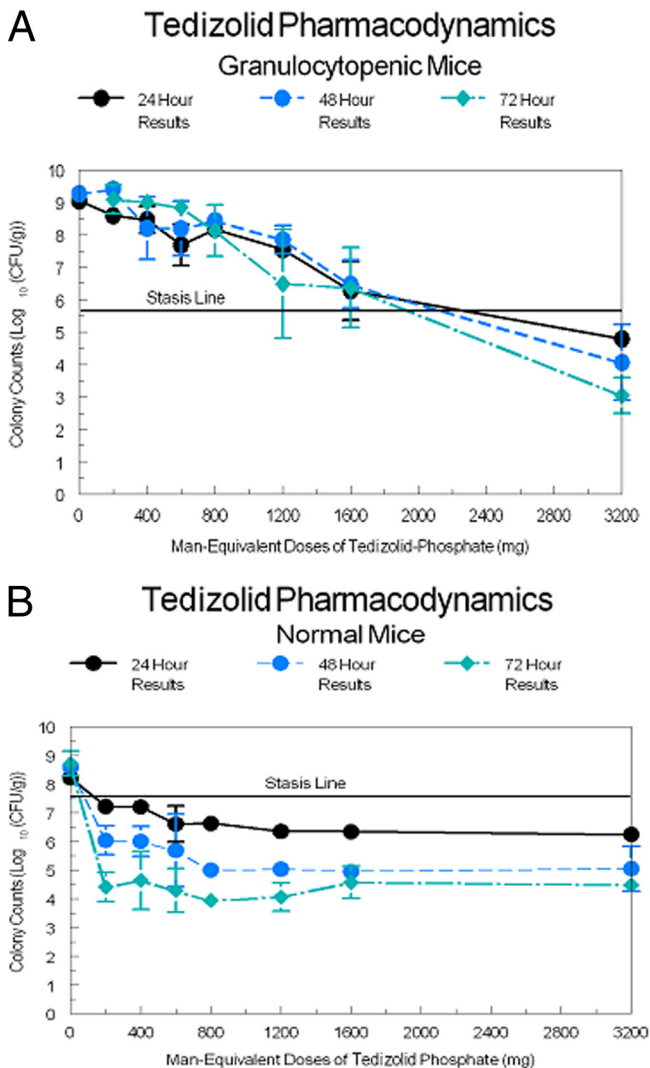 A
Tedizolid Pharmacodynamics
Granulocytopenic Mice
24 Hour 48 Hour 72 Hour
Results Results Results
10
9
8
7
6
5
4
3
2
1
0
Stasis Line
Colony Counts (Log 10 (CFU/g))
0 400 800 1200 1600 2000 2400 2800 3200
Man-Equivalent Doses of Tedizolid-Phosphate (mg)
B
Tedizolid Pharmacodynamics
Normal Mice
24 Hour 48 Hour 72 Hour
Results Results Results
10
9
8
7
6
5
4
3
2
1
0
Stasis Line
Colony Counts (Log 10 (CFU/g))
0 400 800 1200 1600 2000 2400 2800 3200
Man-Equivalent Doses of Tedizolid Phosphate (mg)